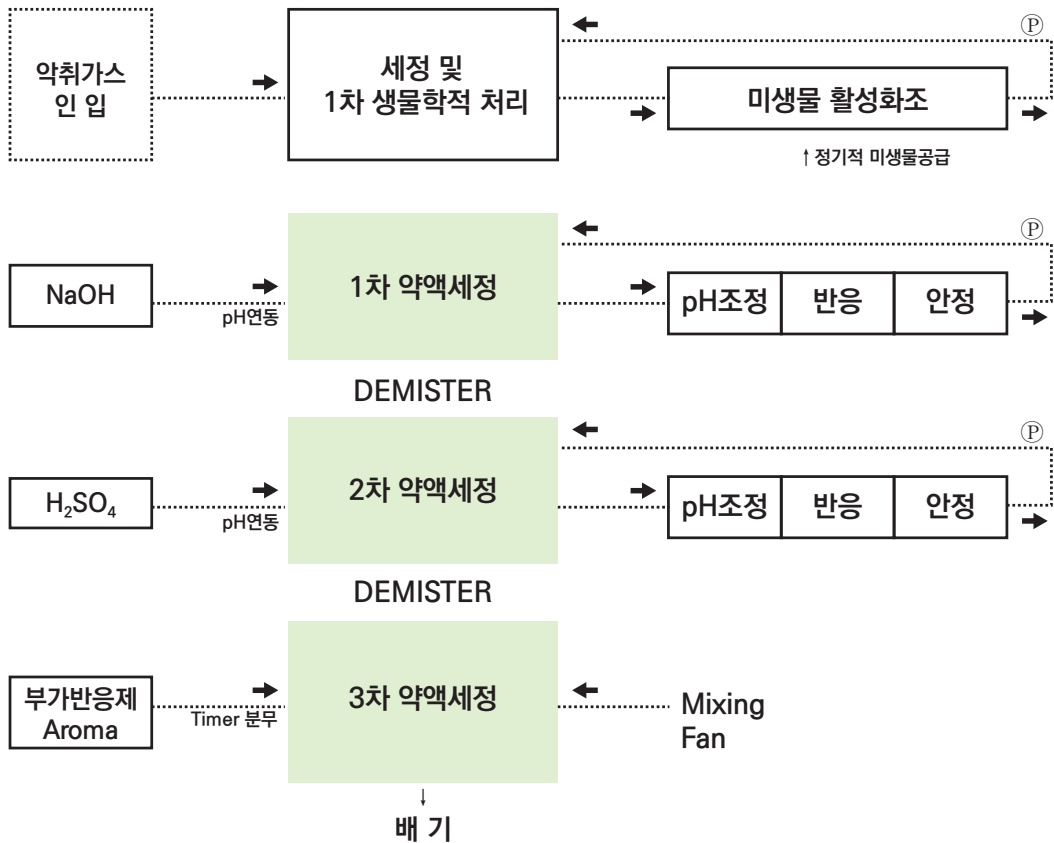 악취가스
인 입
세정 및
1차 생물학적 처리
Ⓟ
미생물 활성화조
↑ 정기적 미생물공급
NaOH
pH연동
1차 약액세정
Ⓟ
pH조정 반응 안정
DEMISTER
H₂SO₄
pH연동
2차 약액세정
Ⓟ
pH조정 반응 안정
DEMISTER
부가반응제
Aroma
Timer 분무
3차 약액세정
Mixing
Fan
↓
배 기